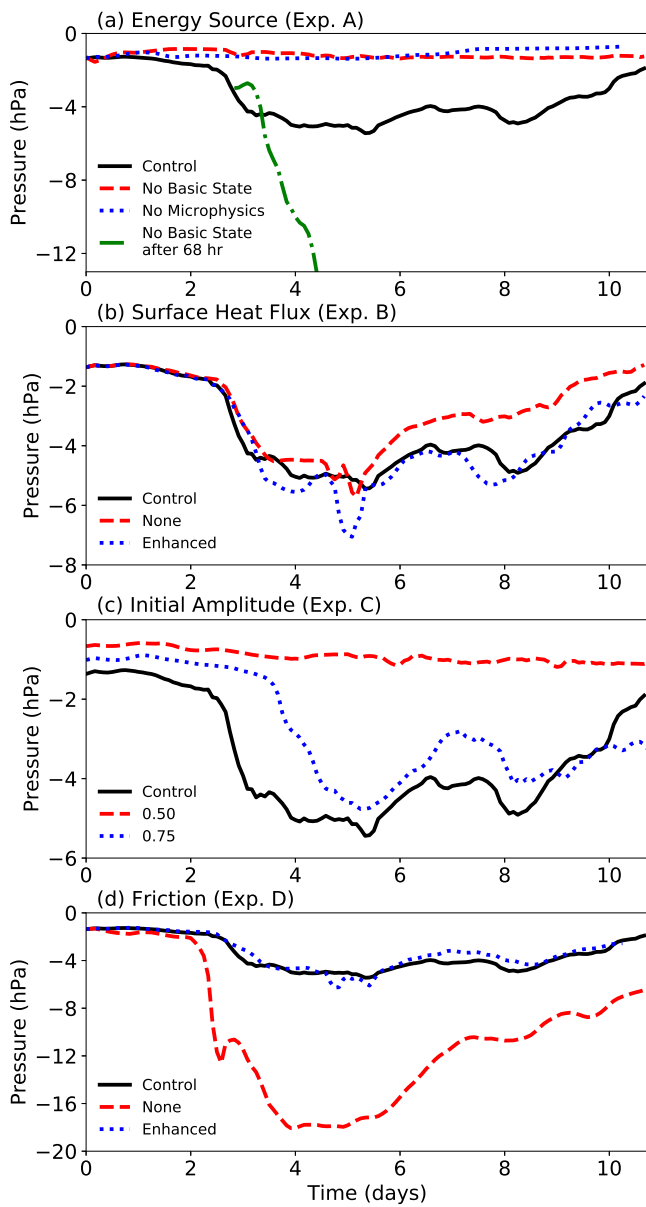 (a) Energy Source (Exp. A)
0
−4
−8
−12
Pressure (hPa)
Control
No Basic State
No Microphysics
No Basic State
after 68 hr
0 2 4 6 8 10
(b) Surface Heat Flux (Exp. B)
0
−2
−4
−6
−8
Pressure (hPa)
Control
None
Enhanced
0 2 4 6 8 10
(c) Initial Amplitude (Exp. C)
0
−2
−4
−6
Pressure (hPa)
Control
0.50
0.75
0 2 4 6 8 10
(d) Friction (Exp. D)
0
−4
−8
−12
−16
−20
Pressure (hPa)
Control
None
Enhanced
0 2 4 6 8 10
Time (days)